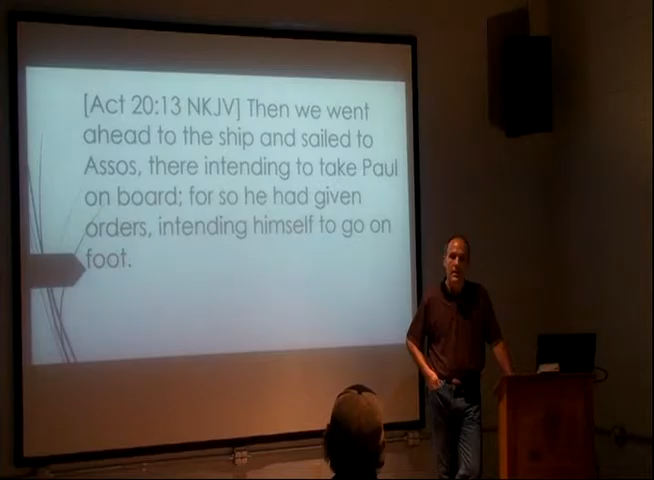 [Act 20:13 NKJV] Then we went
ahead to the ship and sailed to
Assos, there intending to take Paul
on board; for so he had given
orders, intending himself to go on
foot.